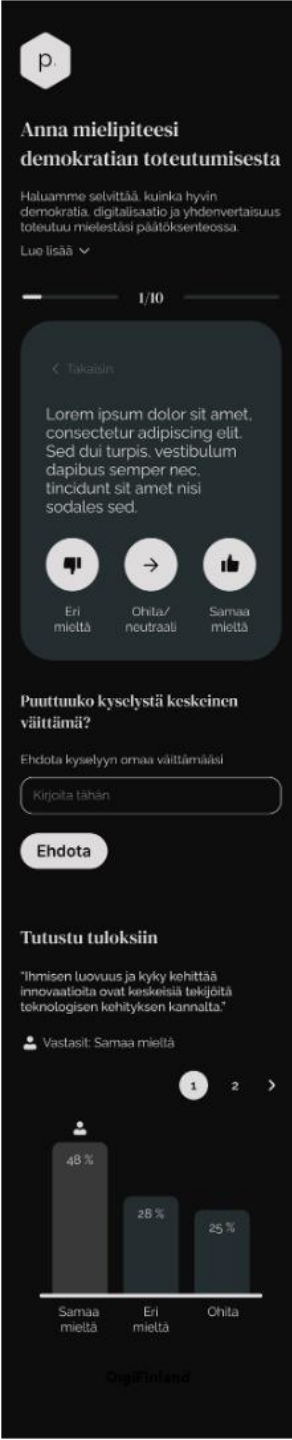 p.
Anna mielipiteesi
demokratian toteutumisesta
Haluamme selvittää, kuinka hyvin
demokratia, digitalisaatio ja yhdenvertaisuus
toteutuu mielestäsi päätöksenteossa.
Lue lisää
1/10
Takaisin
Lorem ipsum dolor sit amet,
consectetur adipiscing elit.
Sed dui turpis, vestibulum
dapibus semper nec,
tincidunt sit amet nisi
sodales sed.
Eri
mieltä
Ohita/
neutraali
Samaa
mieltä
Puuttuuko kyselystä keskeinen
väittämä?
Ehdota kyselyyn omaa väittämääsi
Kirjoita tähän
Ehdota
Tutustu tuloksiin
"Ihmisen luovuus ja kyky kehittää
innovaatioita ovat keskeisiä tekijöitä
teknologisen kehityksen kannalta."
Vastasit: Samaa mieltä
1 2
48 %
28 %
25 %
Samaa
mieltä
Eri
mieltä
Ohita
DigiFinland